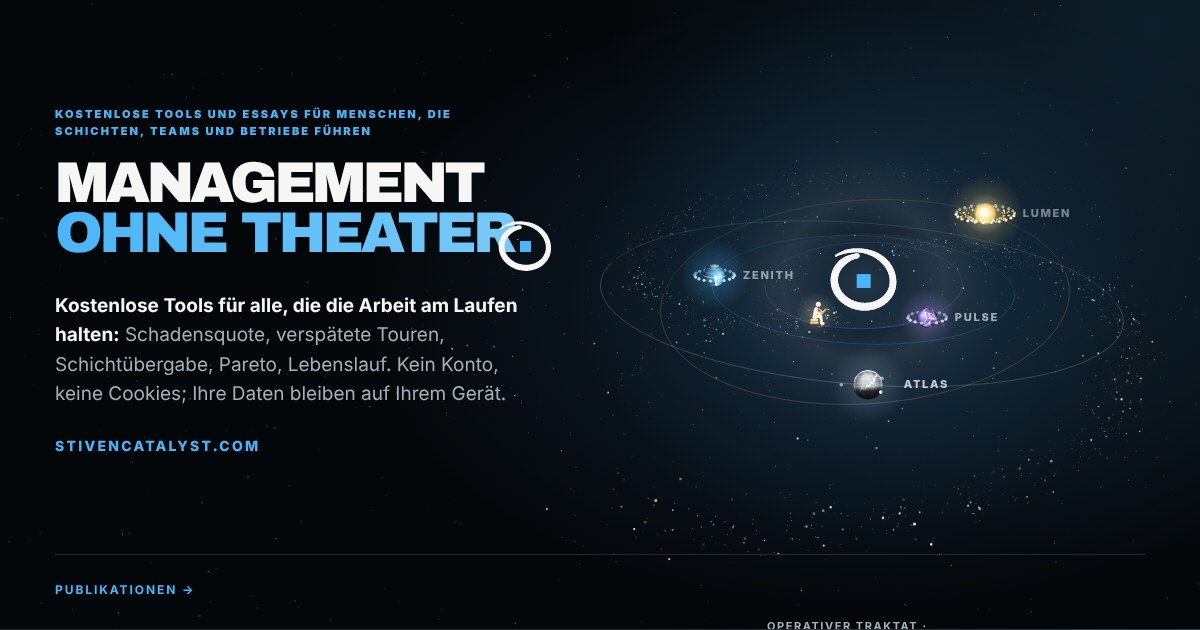 KOSTENLOSE TOOLS UND ESSAYS FÜR MENSCHEN, DIE
SCHICHTEN, TEAMS UND BETRIEBE FÜHREN
MANAGEMENT
OHNE THEATER.
Kostenlose Tools für alle, die die Arbeit am Laufen
halten: Schadensquote, verspätete Touren,
Schichtübergabe, Pareto, Lebenslauf. Kein Konto,
keine Cookies; Ihre Daten bleiben auf Ihrem Gerät.
STIVENCATALYST.COM
LUMEN
ZENITH
PULSE
ATLAS
PUBLIKATIONEN →
OPERATIVER TRAKTAT ·